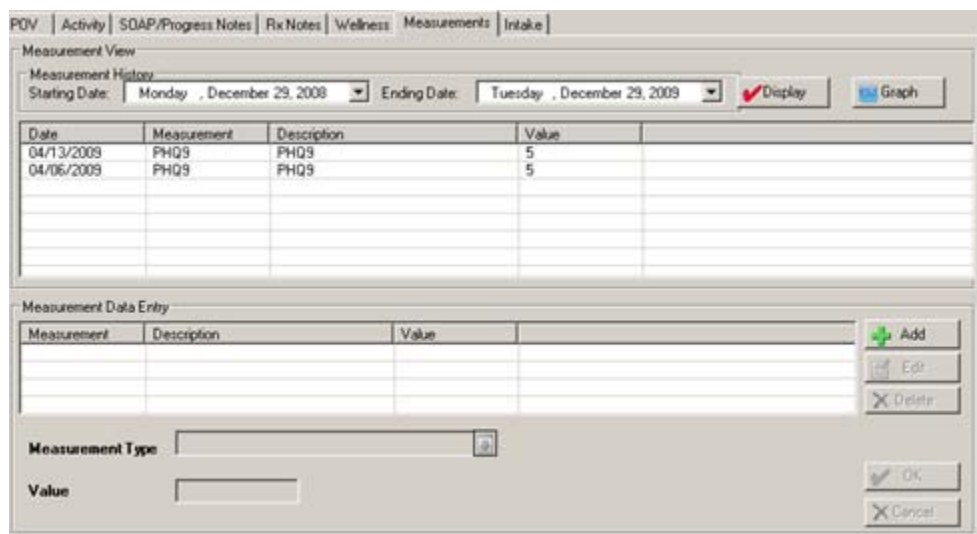 POV Activity SOAP/Progress Notes Rx Notes Wellness Measurements Intake
Measurement View
Measurement History
Starting Date: Monday , December 29, 2008 Ending Date: Tuesday , December 29, 2009 Display Graph
Date Measurement Description Value
04/13/2009 PHQ9 PHQ9 5
04/06/2009 PHQ9 PHQ9 5
Measurement Data Entry
Measurement Description Value
Add
Edit
Delete
Measurement Type
OK
Value
Cancel